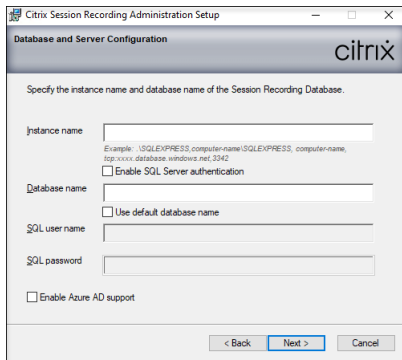 Citrix Session Recording Administration Setup
Database and Server Configuration
citrix
Specify the instance name and database name of the Session Recording Database.
Instance name
Example: .\SQLEXPRESS,computer-name\SQLEXPRESS, computer-name,
tcp:xxxx.database.windows.net,3342
Enable SQL Server authentication
Database name
Use default database name
SQL user name
SQL password
Enable Azure AD support
< Back
Next >
Cancel